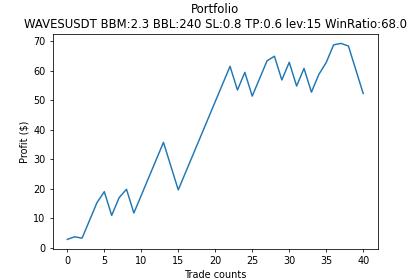 Portfolio
WAVESUSDT BBM:2.3 BBL:240 SL:0.8 TP:0.6 lev:15 WinRatio:68.0
70
60
50
40
30
20
10
0
Profit ($)
0 5 10 15 20 25 30 35 40
Trade counts